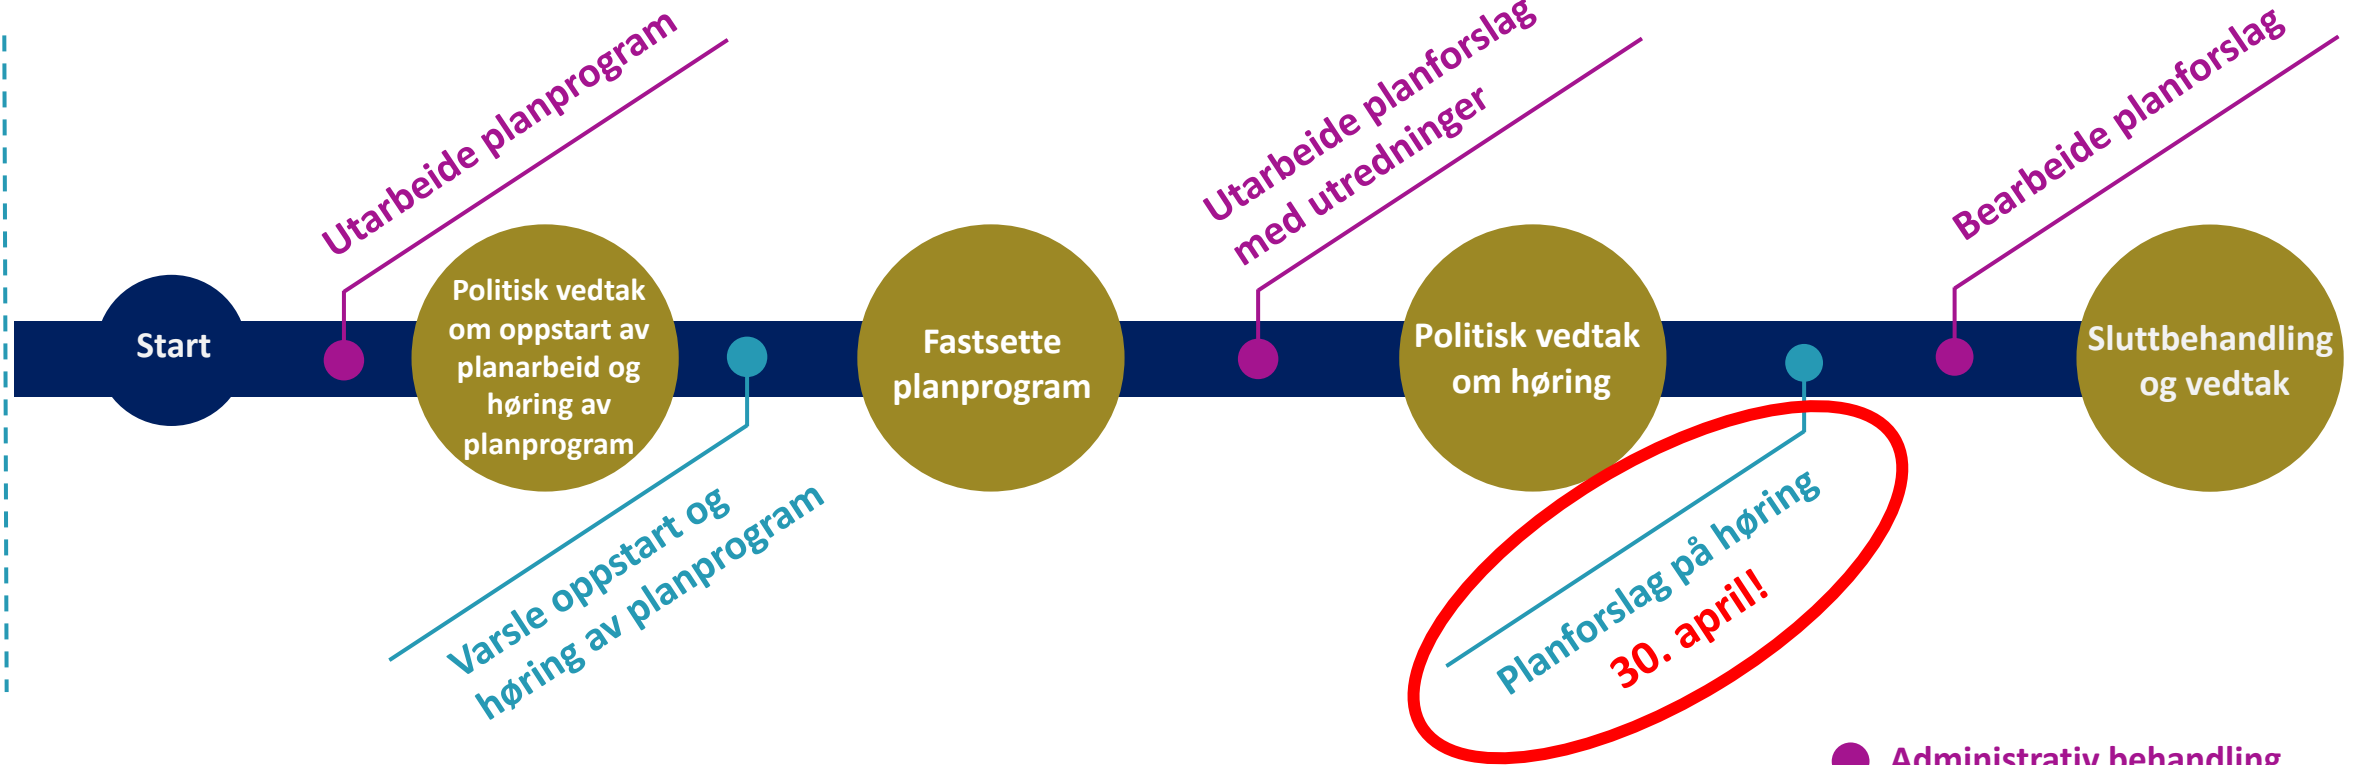 Utarbeide planprogram
Utarbeide planforslag
med utredninger
Bearbeide planforslag
Start
Politisk vedtak
om oppstart av
planarbeid og
høring av
planprogram
Fastsette
planprogram
Politisk vedtak
om høring
Sluttbehandling
og vedtak
Varsle oppstart og
høring av planprogram
Planforslag på høring
30. april!
Administrativ behandling